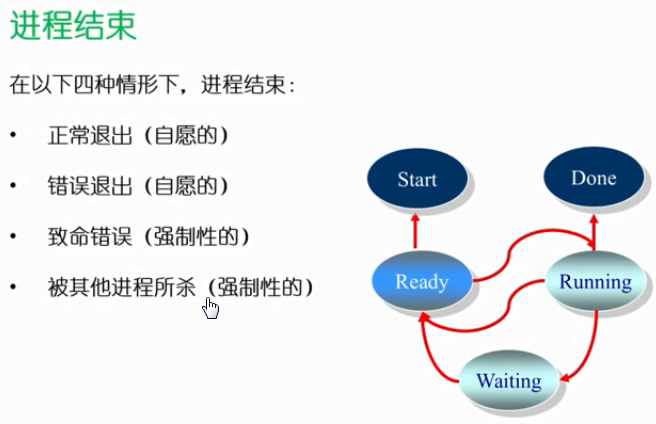 进程结束
在以下四种情形下，进程结束：
• 正常退出（自愿的）
• 错误退出（自愿的）
• 致命错误（强制性的）
• 被其他进程所杀（强制性的）
Start
Done
Ready
Running
Waiting